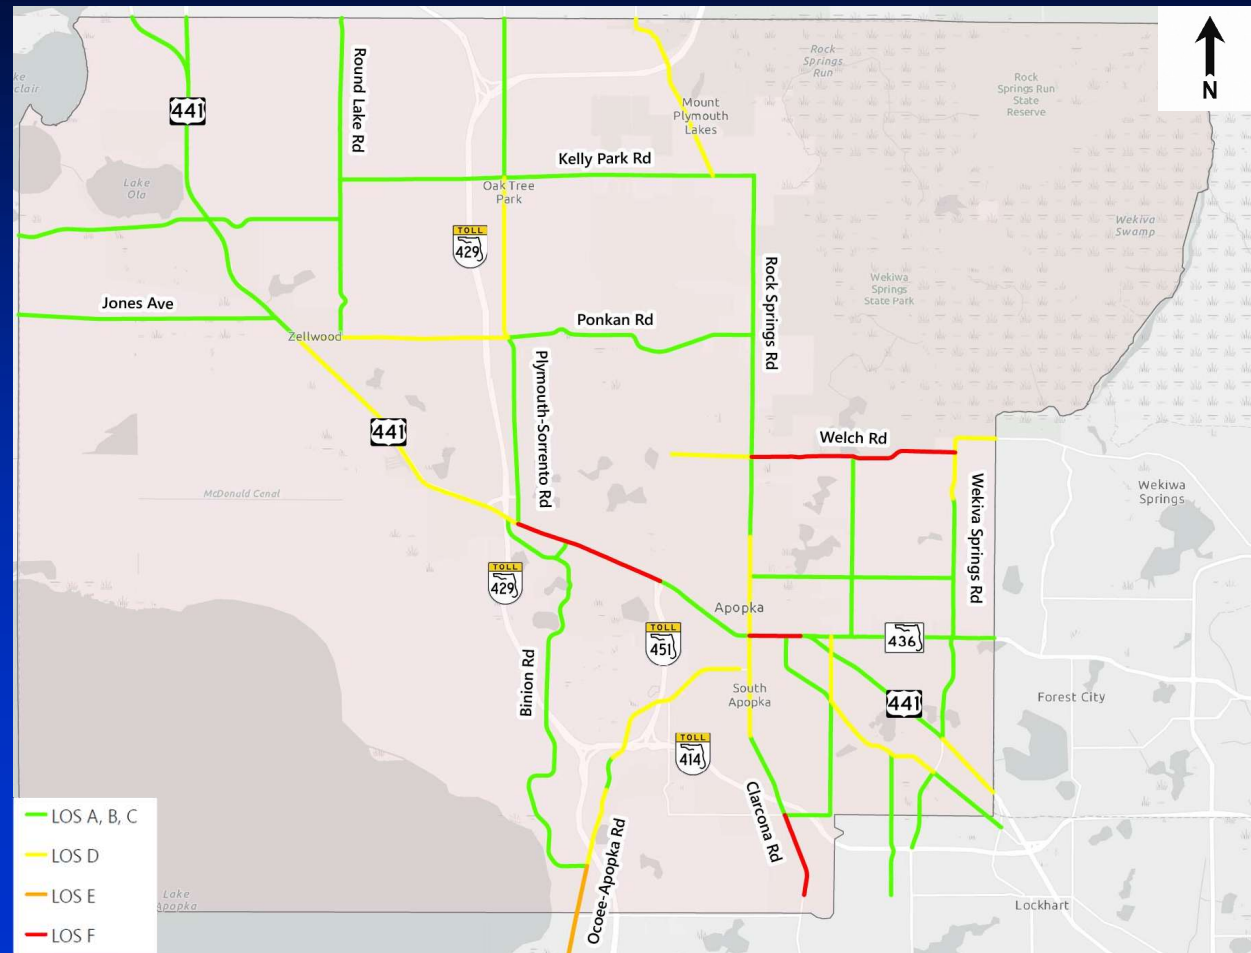 N
ke
clair
441
Round Lake Rd
Rock
Springs
Run
Rock
Springs Run
State
Reserve
Mount
Plymouth
Lakes
Kelly Park Rd
Lake
Ola
Oak Tree
Park
TOLL
429
Wekiva
Swamp
Jones Ave
Rock Springs Rd
Wekiwa
Springs
State Park
Ponkan Rd
Zellwood
Plymouth-Sorrento Rd
441
Welch Rd
McDonald Canal
Wekiva Springs Rd
Wekiwa
Springs
TOLL
429
Apopka
TOLL
451
436
Binion Rd
South
Apopka
441
Forest City
TOLL
414
Clarcona Rd
Ocoee-Apopka Rd
LOS A, B, C
LOS D
LOS E
LOS F
Lake
Apopka
Lockhart